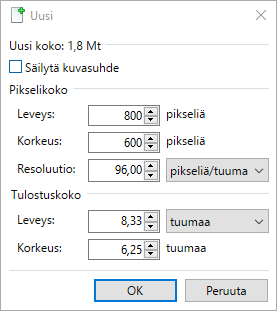 Uusi
Uusi koko: 1,8 Mt
Säilytä kuvasuhde
Pikselikoko
Leveys: 800 pikseliä
Korkeus: 600 pikseliä
Resoluutio: 96,00 pikseliä/tuuma
Tulostuskoko
Leveys: 8,33 tuumaa
Korkeus: 6,25 tuumaa
OK Peruuta